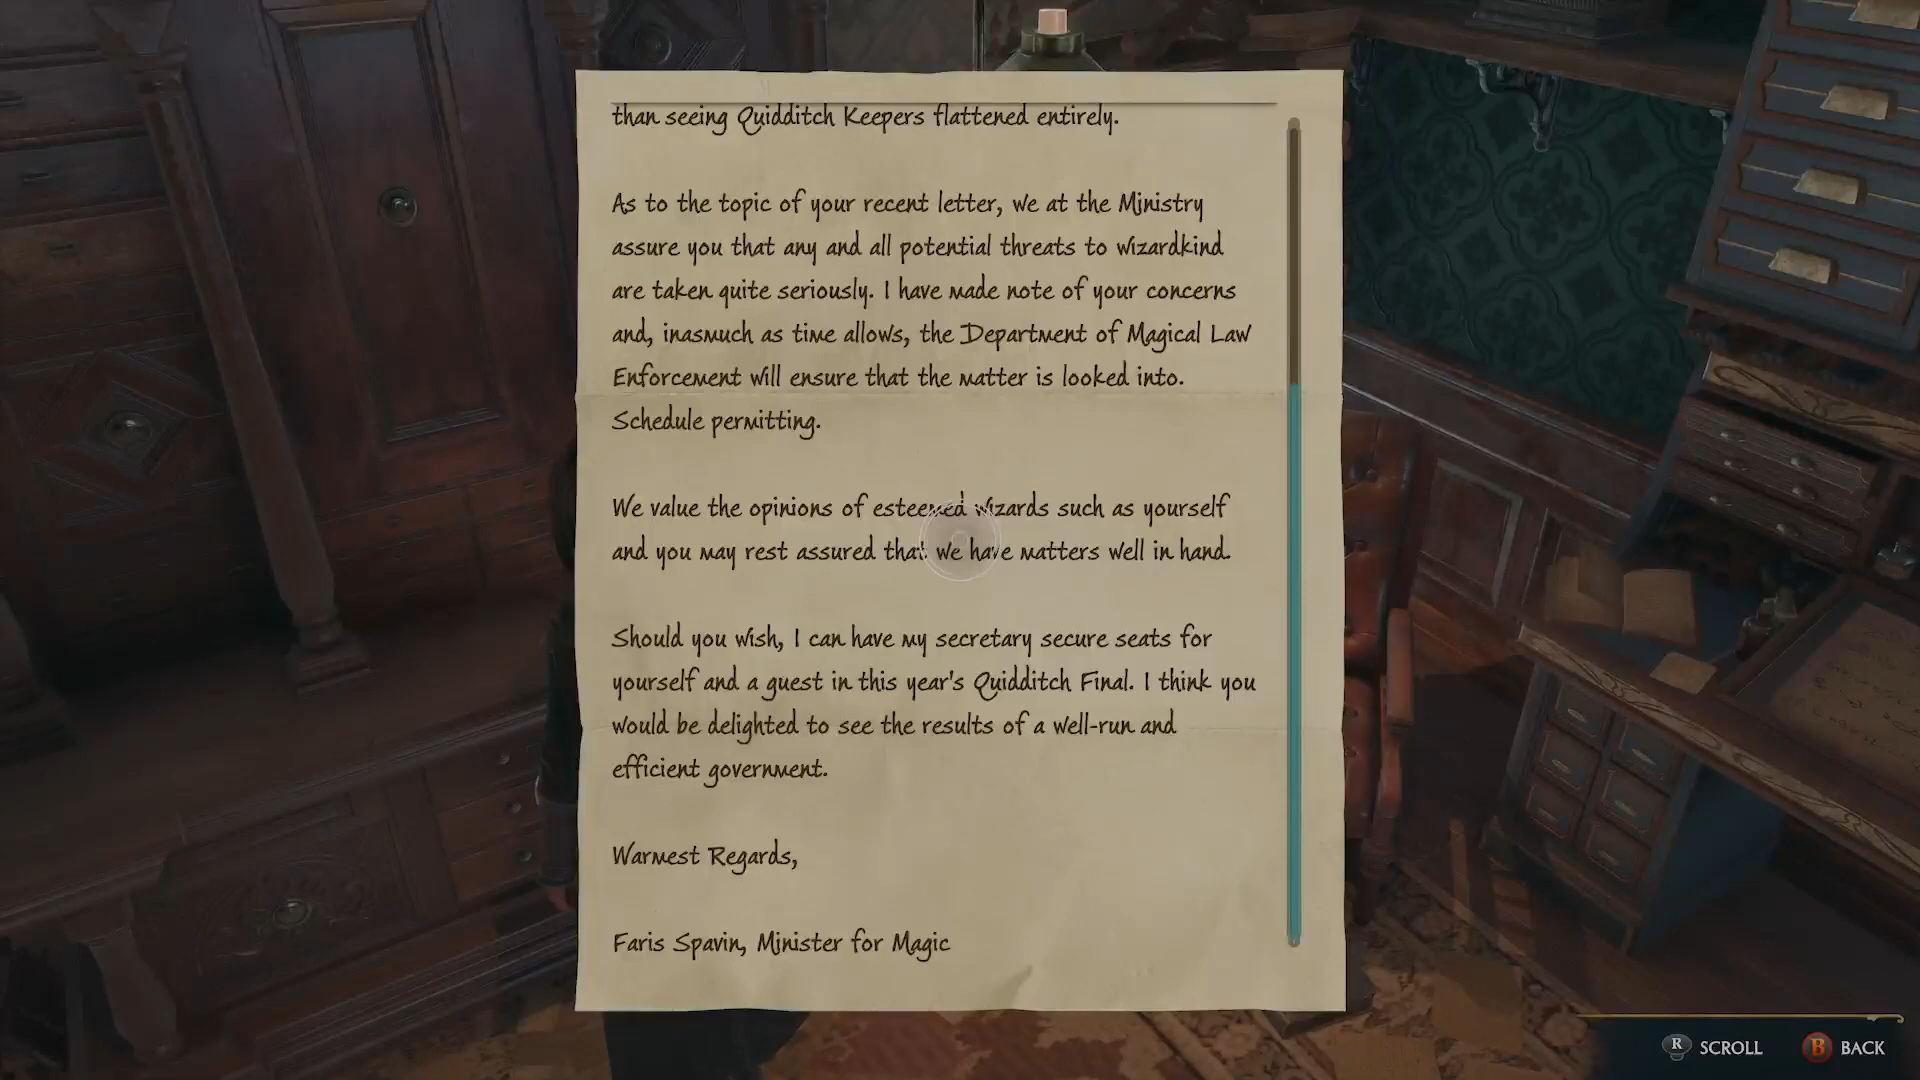 than seeing Quidditch Keepers flattened entirely.
As to the topic of your recent letter, we at the Ministry
assure you that any and all potential threats to wizardkind
are taken quite seriously. I have made note of your concerns
and, inasmuch as time allows, the Department of Magical Law
Enforcement will ensure that the matter is looked into.
Schedule permitting.
We value the opinions of esteemed wizards such as yourself
and you may rest assured that we have matters well in hand.
Should you wish, I can have my secretary secure seats for
yourself and a guest in this year's Quidditch Final. I think you
would be delighted to see the results of a well-run and
efficient government.
Warmest Regards,
Faris Spavin, Minister for Magic
R SCROLL B BACK